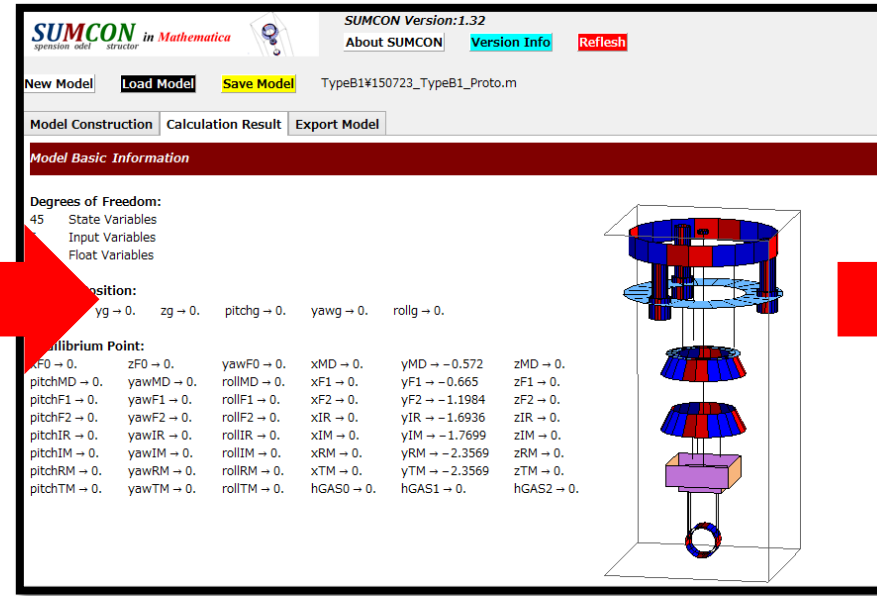 SUMCON in Mathematica
spension odel structor
SUMCON Version:1.32
About SUMCON Version Info Reflesh
New Model Load Model Save Model TypeB1¥150723_TypeB1_Proto.m
Model Construction Calculation Result Export Model
Model Basic Information
Degrees of Freedom:
45 State Variables
Input Variables
Float Variables
yg → 0. zg → 0. pitchg → 0. yawg → 0. rollg → 0.
Point:
xF0 → 0. zF0 → 0. yawF0 → 0. xMD → 0. yMD → −0.572 zMD → 0.
pitchMD → 0. yawMD → 0. rollMD → 0. xF1 → 0. yF1 → −0.665 zF1 → 0.
pitchF1 → 0. yawF1 → 0. rollF1 → 0. xF2 → 0. yF2 → −1.1984 zF2 → 0.
pitchF2 → 0. yawF2 → 0. rollF2 → 0. xIR → 0. yIR → −1.6936 zIR → 0.
pitchIR → 0. yawIR → 0. rollIR → 0. xIM → 0. yIM → −1.7699 zIM → 0.
pitchIM → 0. yawIM → 0. rollIM → 0. xRM → 0. yRM → −2.3569 zRM → 0.
pitchRM → 0. yawRM → 0. rollRM → 0. xTM → 0. yTM → −2.3569 zTM → 0.
pitchTM → 0. yawTM → 0. rollTM → 0. hGAS0 → 0. hGAS1 → 0. hGAS2 → 0.